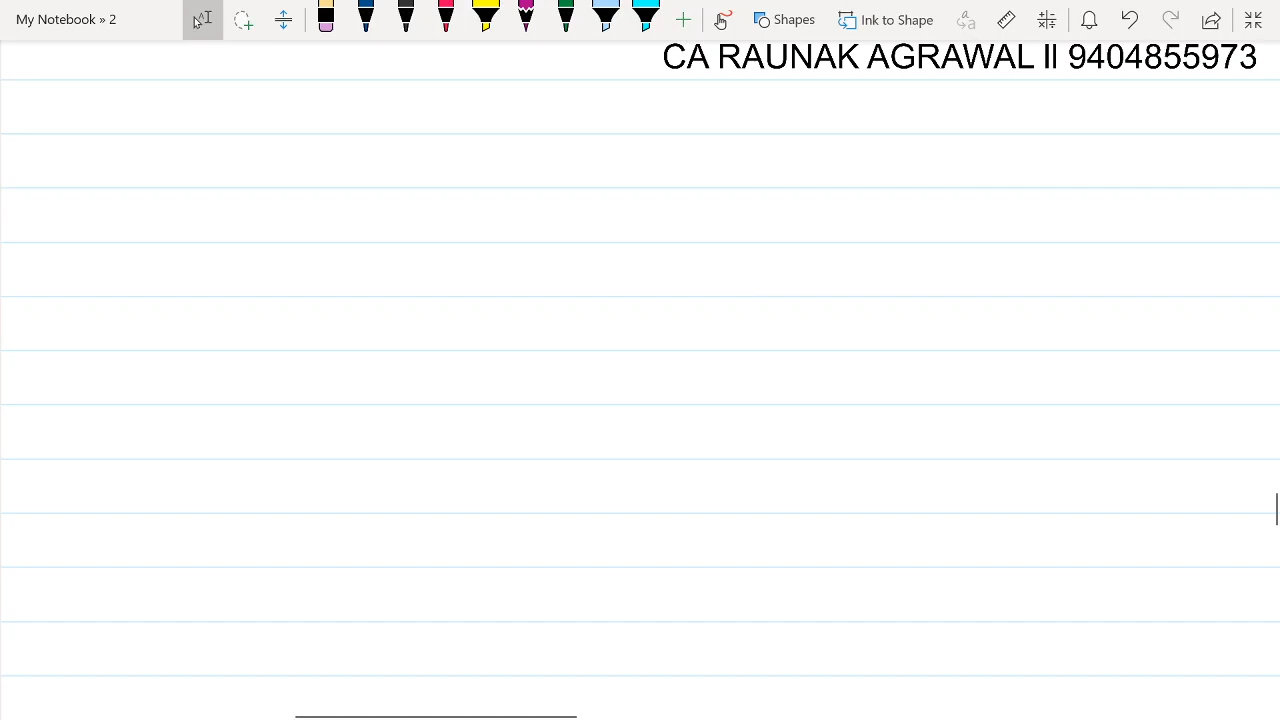 My Notebook » 2
Shapes
Ink to Shape
CA RAUNAK AGRAWAL II 9404855973